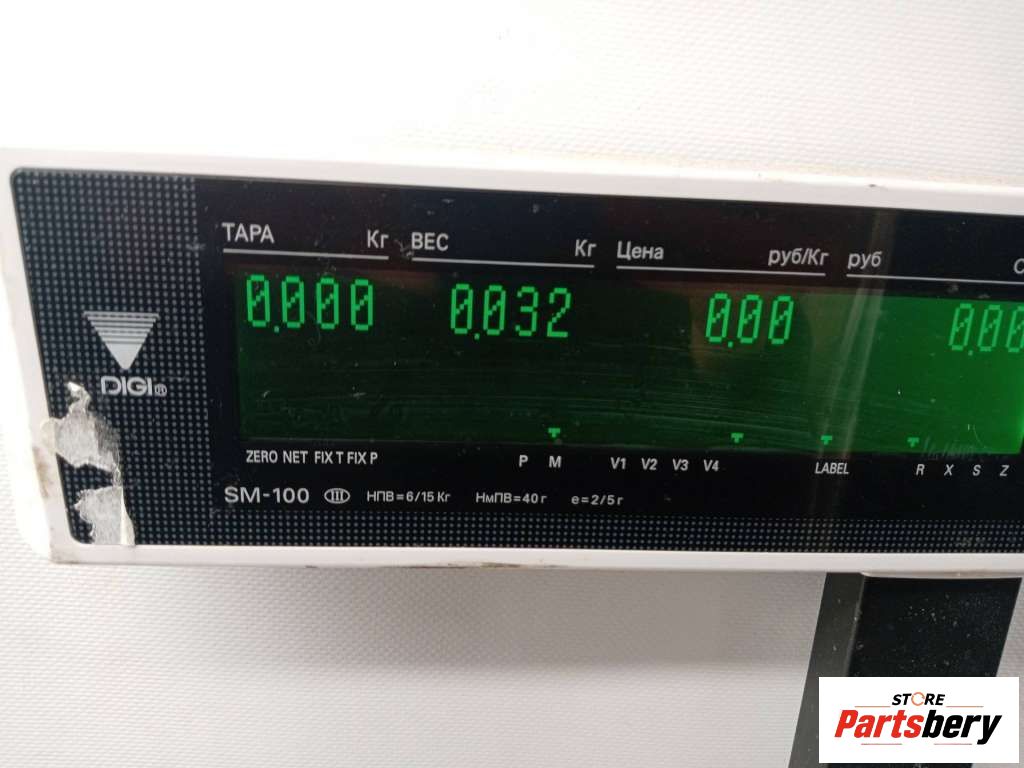 ТАРА Кг ВЕС Кг Цена руб/Кг руб С
0.000 0.032 0.00 0.00
DIGI®
ZERO NET FIX T FIX P P M V1 V2 V3 V4 LABEL R X S Z
SM-100 III НПВ=6/15 Кг НмПВ=40 г е=2/5 г
STORE
Partsbery